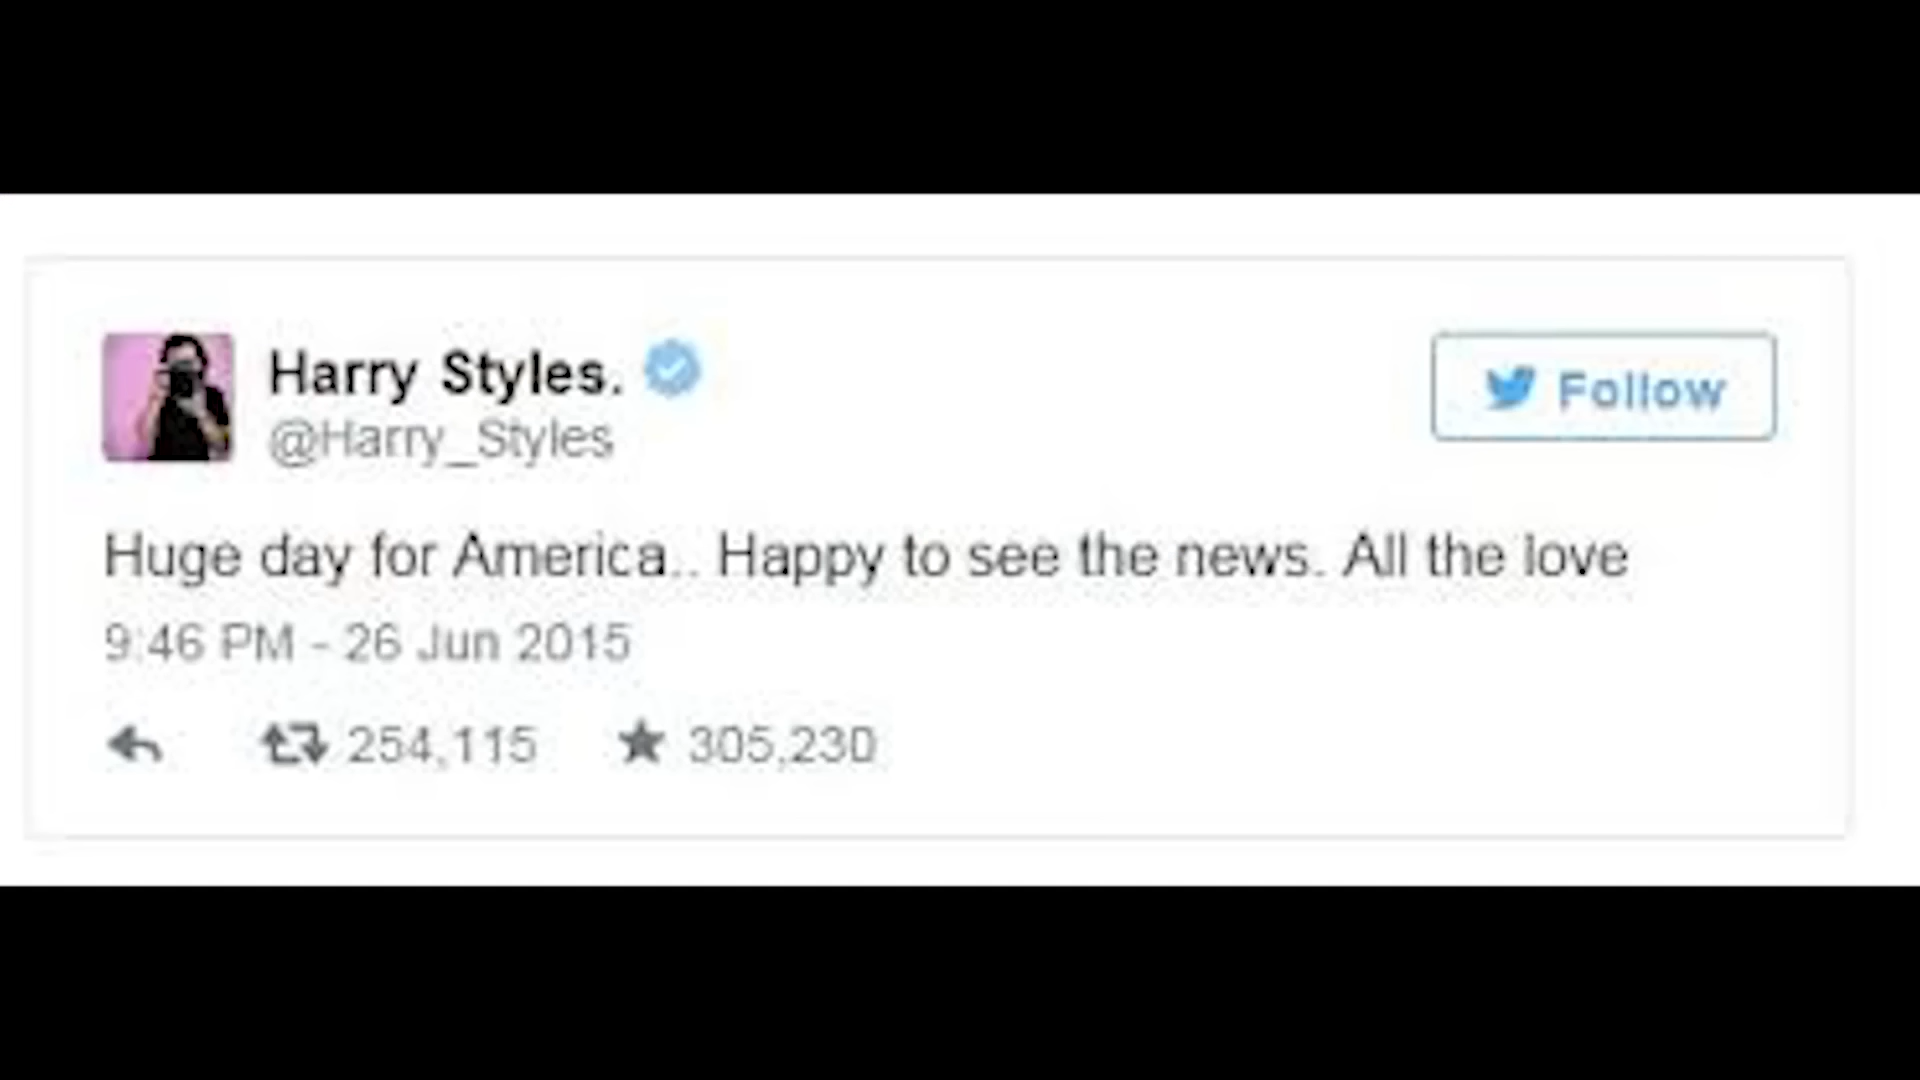 Harry Styles.
@Harry_Styles
Follow
Huge day for America.. Happy to see the news. All the love
9:46 PM - 26 Jun 2015
254,115 305,230